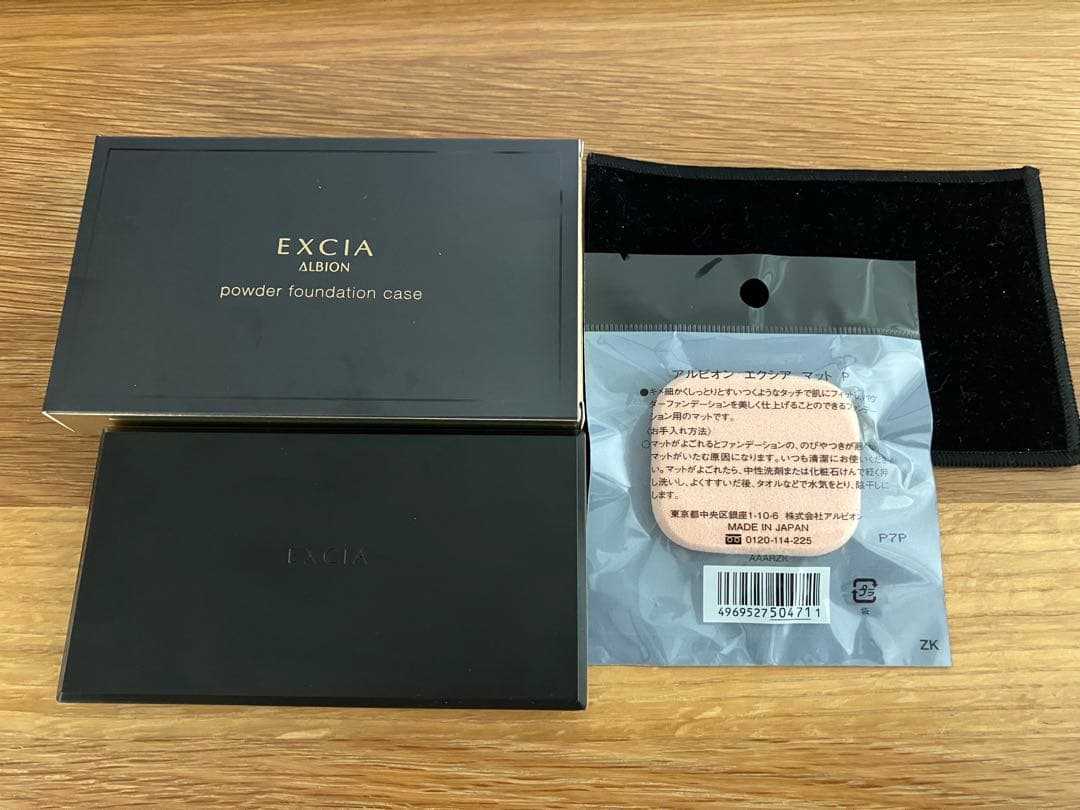 EXCIA
ALBION
powder foundation case
EXCIA
アルビオン エクシア マット P
●キメ細かくしっとりとすいつくようなタッチで肌にフィットしパウ
ダーファンデーションを美しく仕上げることのできるファンデー
ション用のマットです。
〈お手入れ方法〉
○マットがよごれるとファンデーションの、のびやつきが悪く
マットがいたむ原因になります。いつも清潔にお使いくださ
い。マットがよごれたら、中性洗剤または化粧石けんで軽く押
し洗いし、よくすすいだ後、タオルなどで水気をとり、陰干しに
します。
東京都中央区銀座1-10-6 株式会社アルビオン
MADE IN JAPAN
0120-114-225
P7P
AAARZK
4969527504711
プラ
袋
ZK